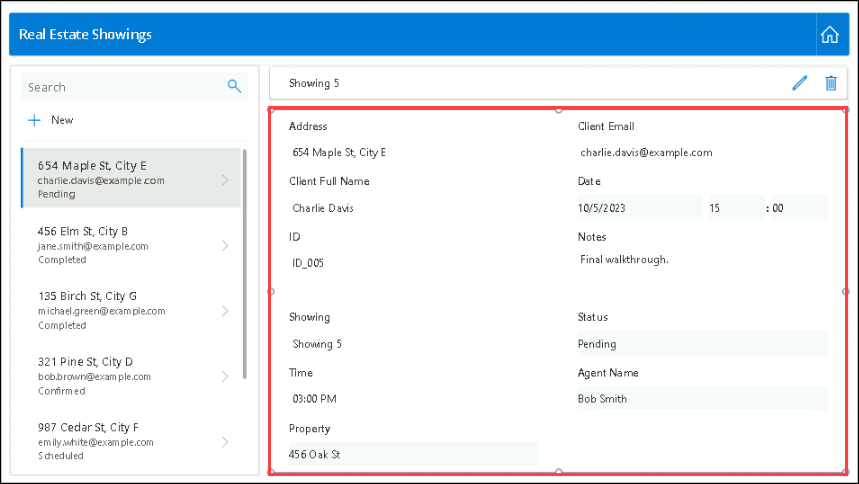 Real Estate Showings
Search
New
654 Maple St, City E
charlie.davis@example.com
Pending
456 Elm St, City B
jane.smith@example.com
Completed
135 Birch St, City G
michael.green@example.com
Completed
321 Pine St, City D
bob.brown@example.com
Confirmed
987 Cedar St, City F
emily.white@example.com
Scheduled
Showing 5
Address
654 Maple St, City E
Client Email
charlie.davis@example.com
Client Full Name
Charlie Davis
Date
10/5/2023 15 : 00
ID
ID_005
Notes
Final walkthrough.
Showing
Showing 5
Status
Pending
Time
03:00 PM
Agent Name
Bob Smith
Property
456 Oak St